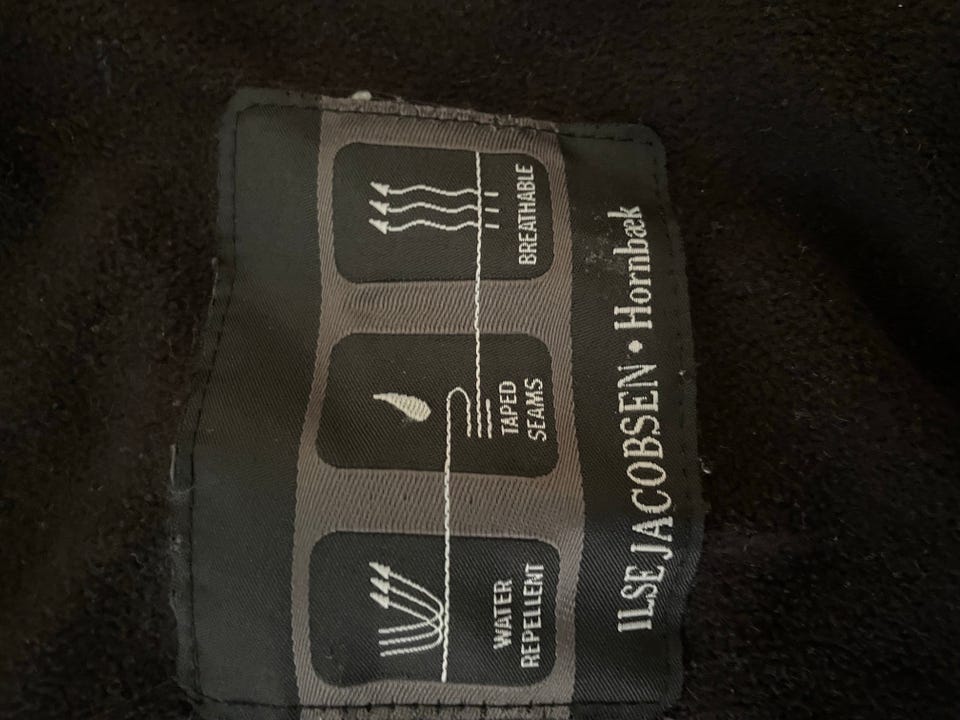 WATER
REPELLENT
TAPED
SEAMS
BREATHABLE
ILSE JACOBSEN • Hornbæk